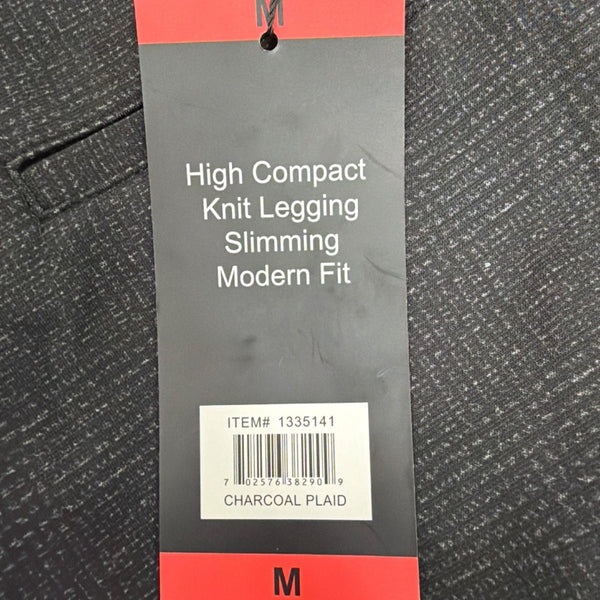 M
High Compact
Knit Legging
Slimming
Modern Fit
ITEM# 1335141
7 02576 38290 9
CHARCOAL PLAID
M